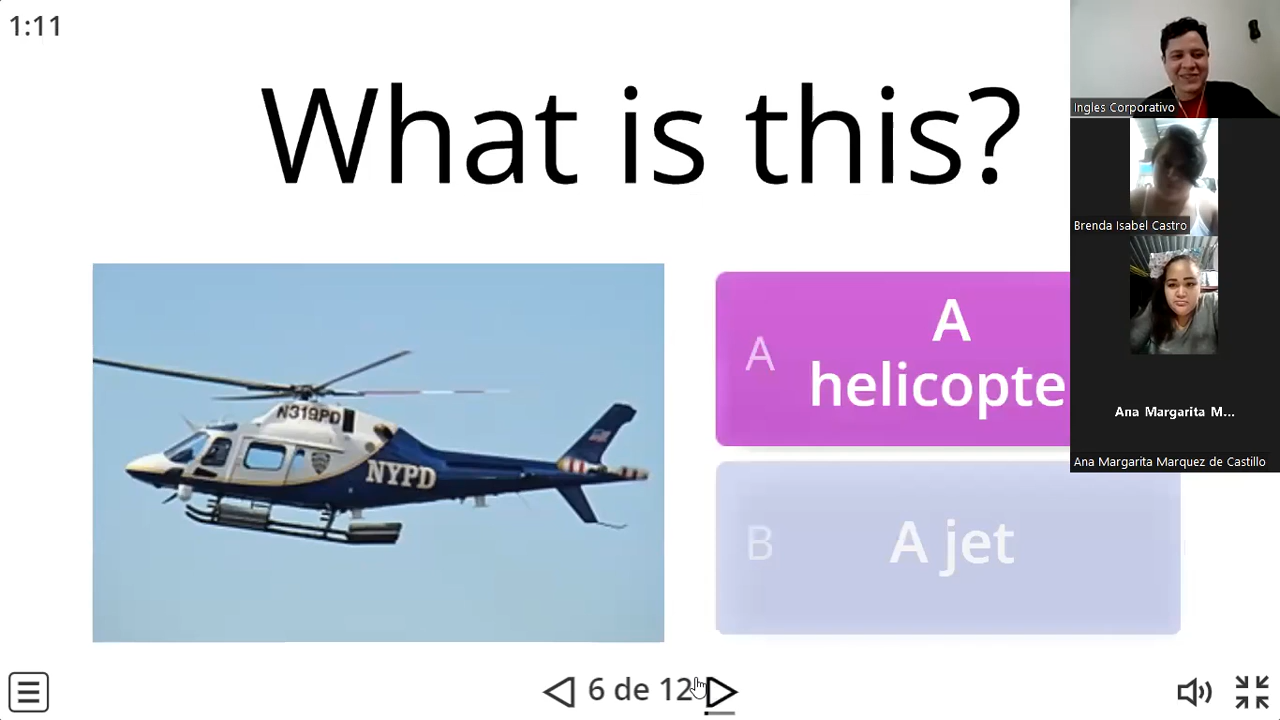 1:11
What is this?
A
A
helicopte
N319PD
NYPD
B
A jet
6 de 12
Ingles Corporativo
Brenda Isabel Castro
Ana Margarita M...
Ana Margarita Marquez de Castillo